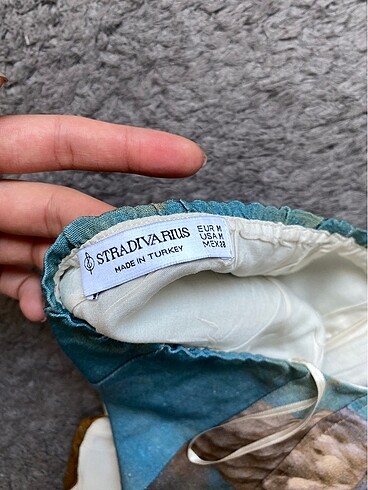 STRADIVARIUS
MADE IN TURKEY
EUR M
USA M
MEX 28